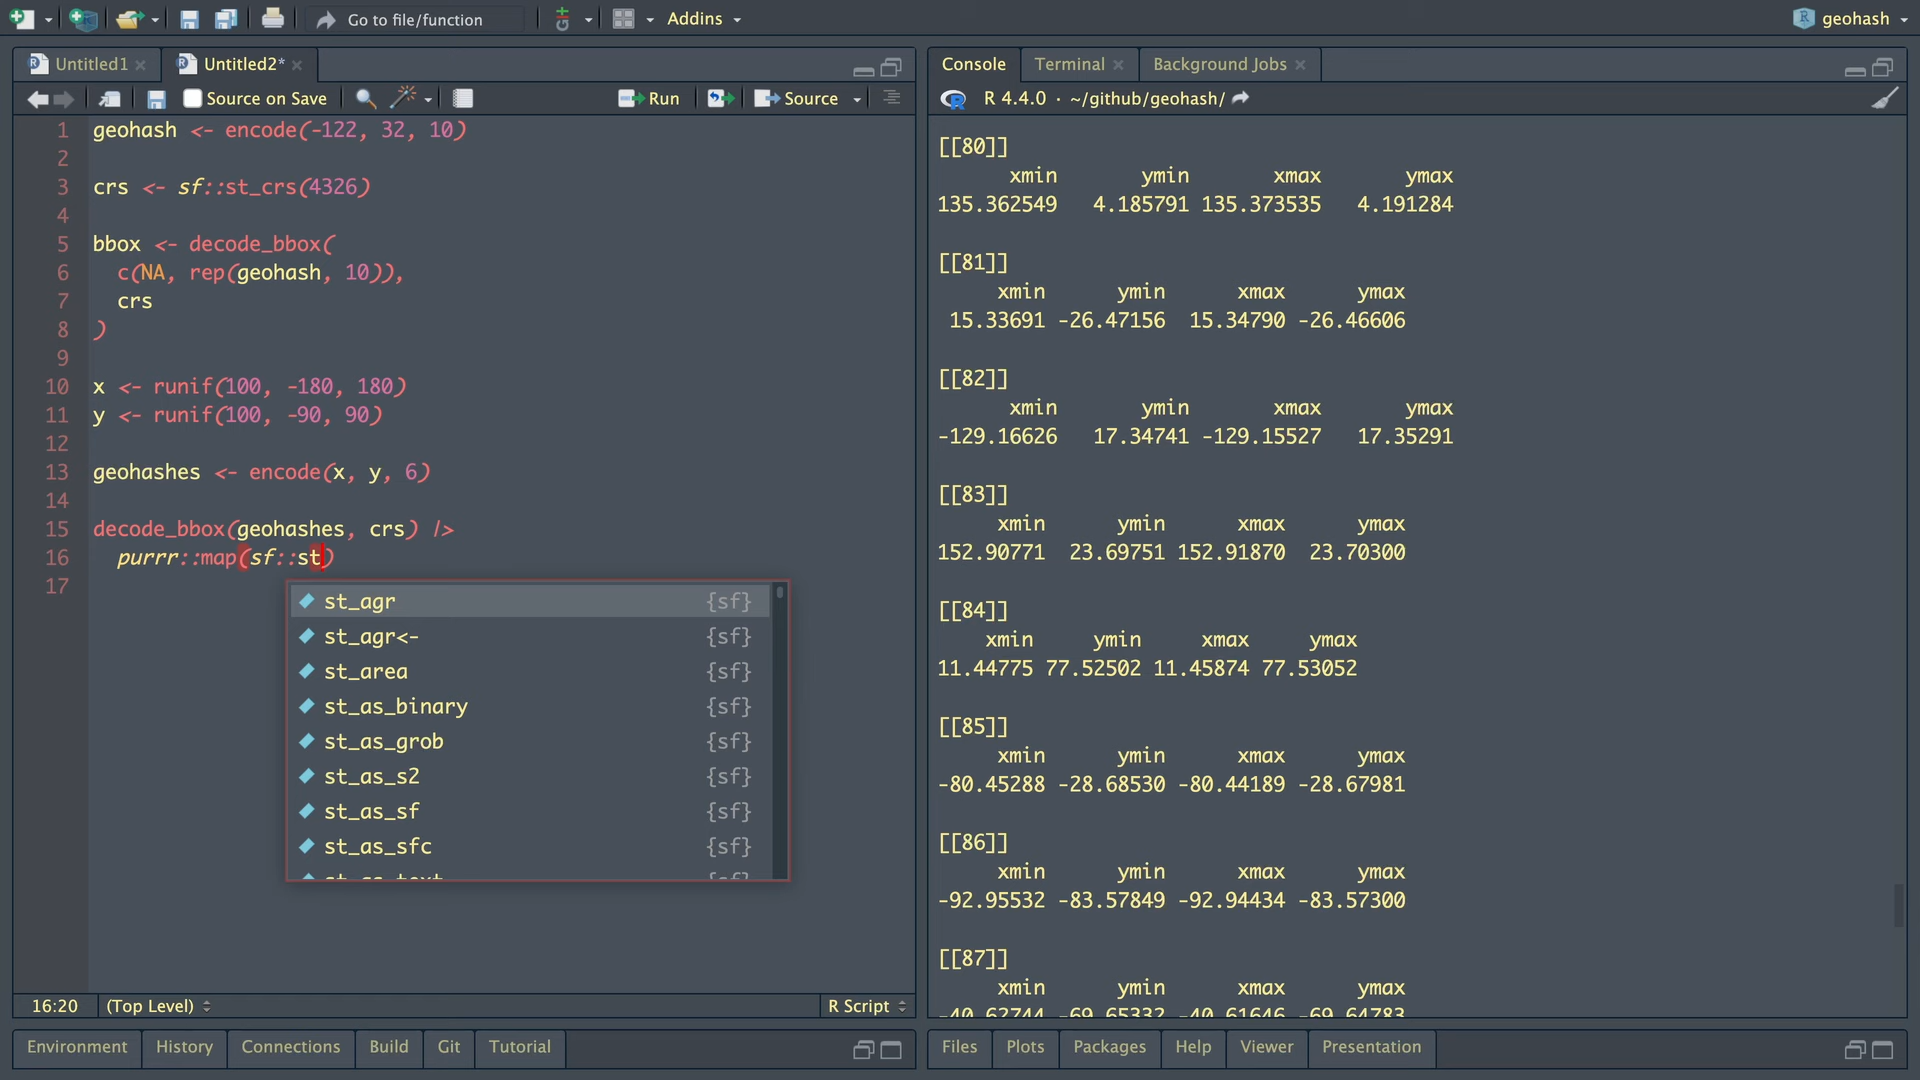 Go to file/function
Addins
geohash
Untitled1
Untitled2*
Source on Save
Run
Source
1 geohash <- encode(-122, 32, 10)
2
3 crs <- sf::st_crs(4326)
4
5 bbox <- decode_bbox(
6 c(NA, rep(geohash, 10)),
7 crs
8 )
9
10 x <- runif(100, -180, 180)
11 y <- runif(100, -90, 90)
12
13 geohashes <- encode(x, y, 6)
14
15 decode_bbox(geohashes, crs) |>
16 purrr::map(sf::st)
17
st_agr {sf}
st_agr<- {sf}
st_area {sf}
st_as_binary {sf}
st_as_grob {sf}
st_as_s2 {sf}
st_as_sf {sf}
st_as_sfc {sf}
st_as_text {sf}
16:20 (Top Level) R Script
Environment History Connections Build Git Tutorial
Console Terminal Background Jobs
R 4.4.0 · ~/github/geohash/
[[80]]
xmin ymin xmax ymax
135.362549 4.185791 135.373535 4.191284
[[81]]
xmin ymin xmax ymax
15.33691 -26.47156 15.34790 -26.46606
[[82]]
xmin ymin xmax ymax
-129.16626 17.34741 -129.15527 17.35291
[[83]]
xmin ymin xmax ymax
152.90771 23.69751 152.91870 23.70300
[[84]]
xmin ymin xmax ymax
11.44775 77.52502 11.45874 77.53052
[[85]]
xmin ymin xmax ymax
-80.45288 -28.68530 -80.44189 -28.67981
[[86]]
xmin ymin xmax ymax
-92.95532 -83.57849 -92.94434 -83.57300
[[87]]
xmin ymin xmax ymax
-40.62744 -69.65332 -40.61646 -69.64783
Files Plots Packages Help Viewer Presentation